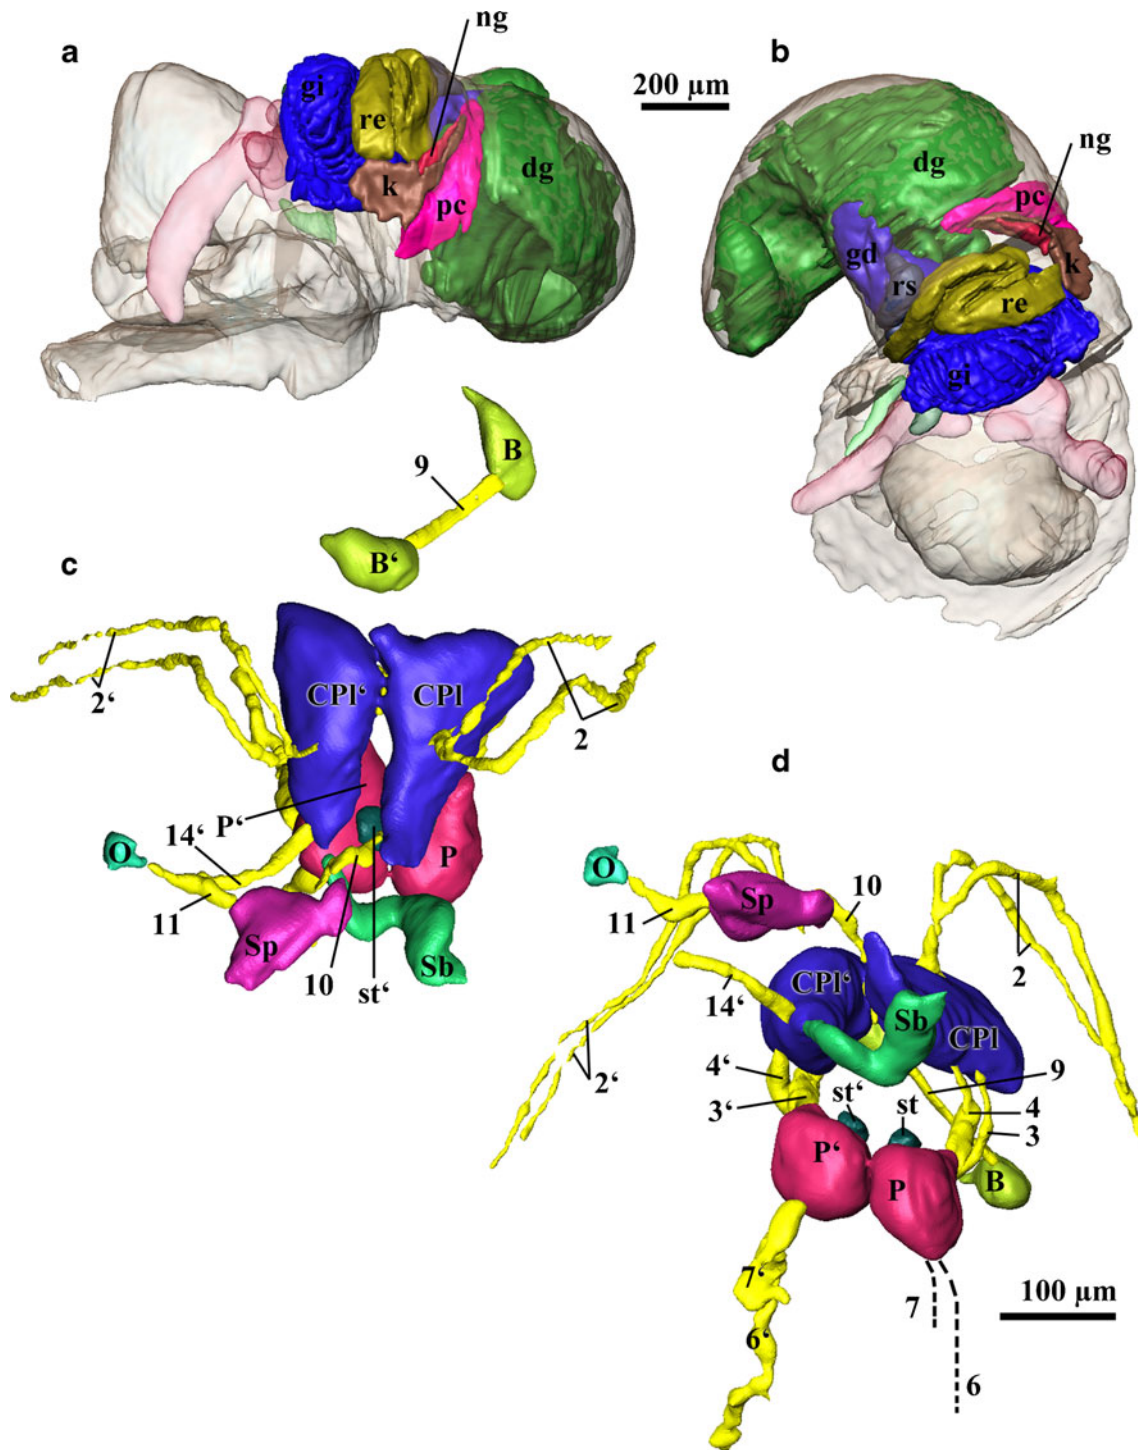 a
ng
gi
re
k
pc
dg
200 µm
b
dg
ng
pc
gd
rs
k
re
gi
c
B
9
B‘
2‘
CPl‘
CPl
2
P‘
14‘
O
11
P
Sp
10
st‘
Sb
d
O
11
Sp
10
2
14‘
CPl‘
Sb
CPl
2‘
4‘
3‘
st‘
st
9
4
3
P‘
P
B
7‘
7
100 µm
6‘
6